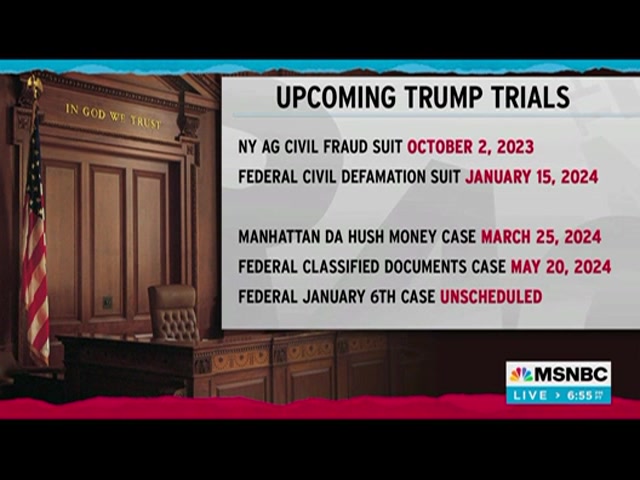 UPCOMING TRUMP TRIALS
IN GOD WE TRUST
NY AG CIVIL FRAUD SUIT OCTOBER 2, 2023
FEDERAL CIVIL DEFAMATION SUIT JANUARY 15, 2024
MANHATTAN DA HUSH MONEY CASE MARCH 25, 2024
FEDERAL CLASSIFIED DOCUMENTS CASE MAY 20, 2024
FEDERAL JANUARY 6TH CASE UNSCHEDULED
MSNBC
LIVE > 6:55 PM PT